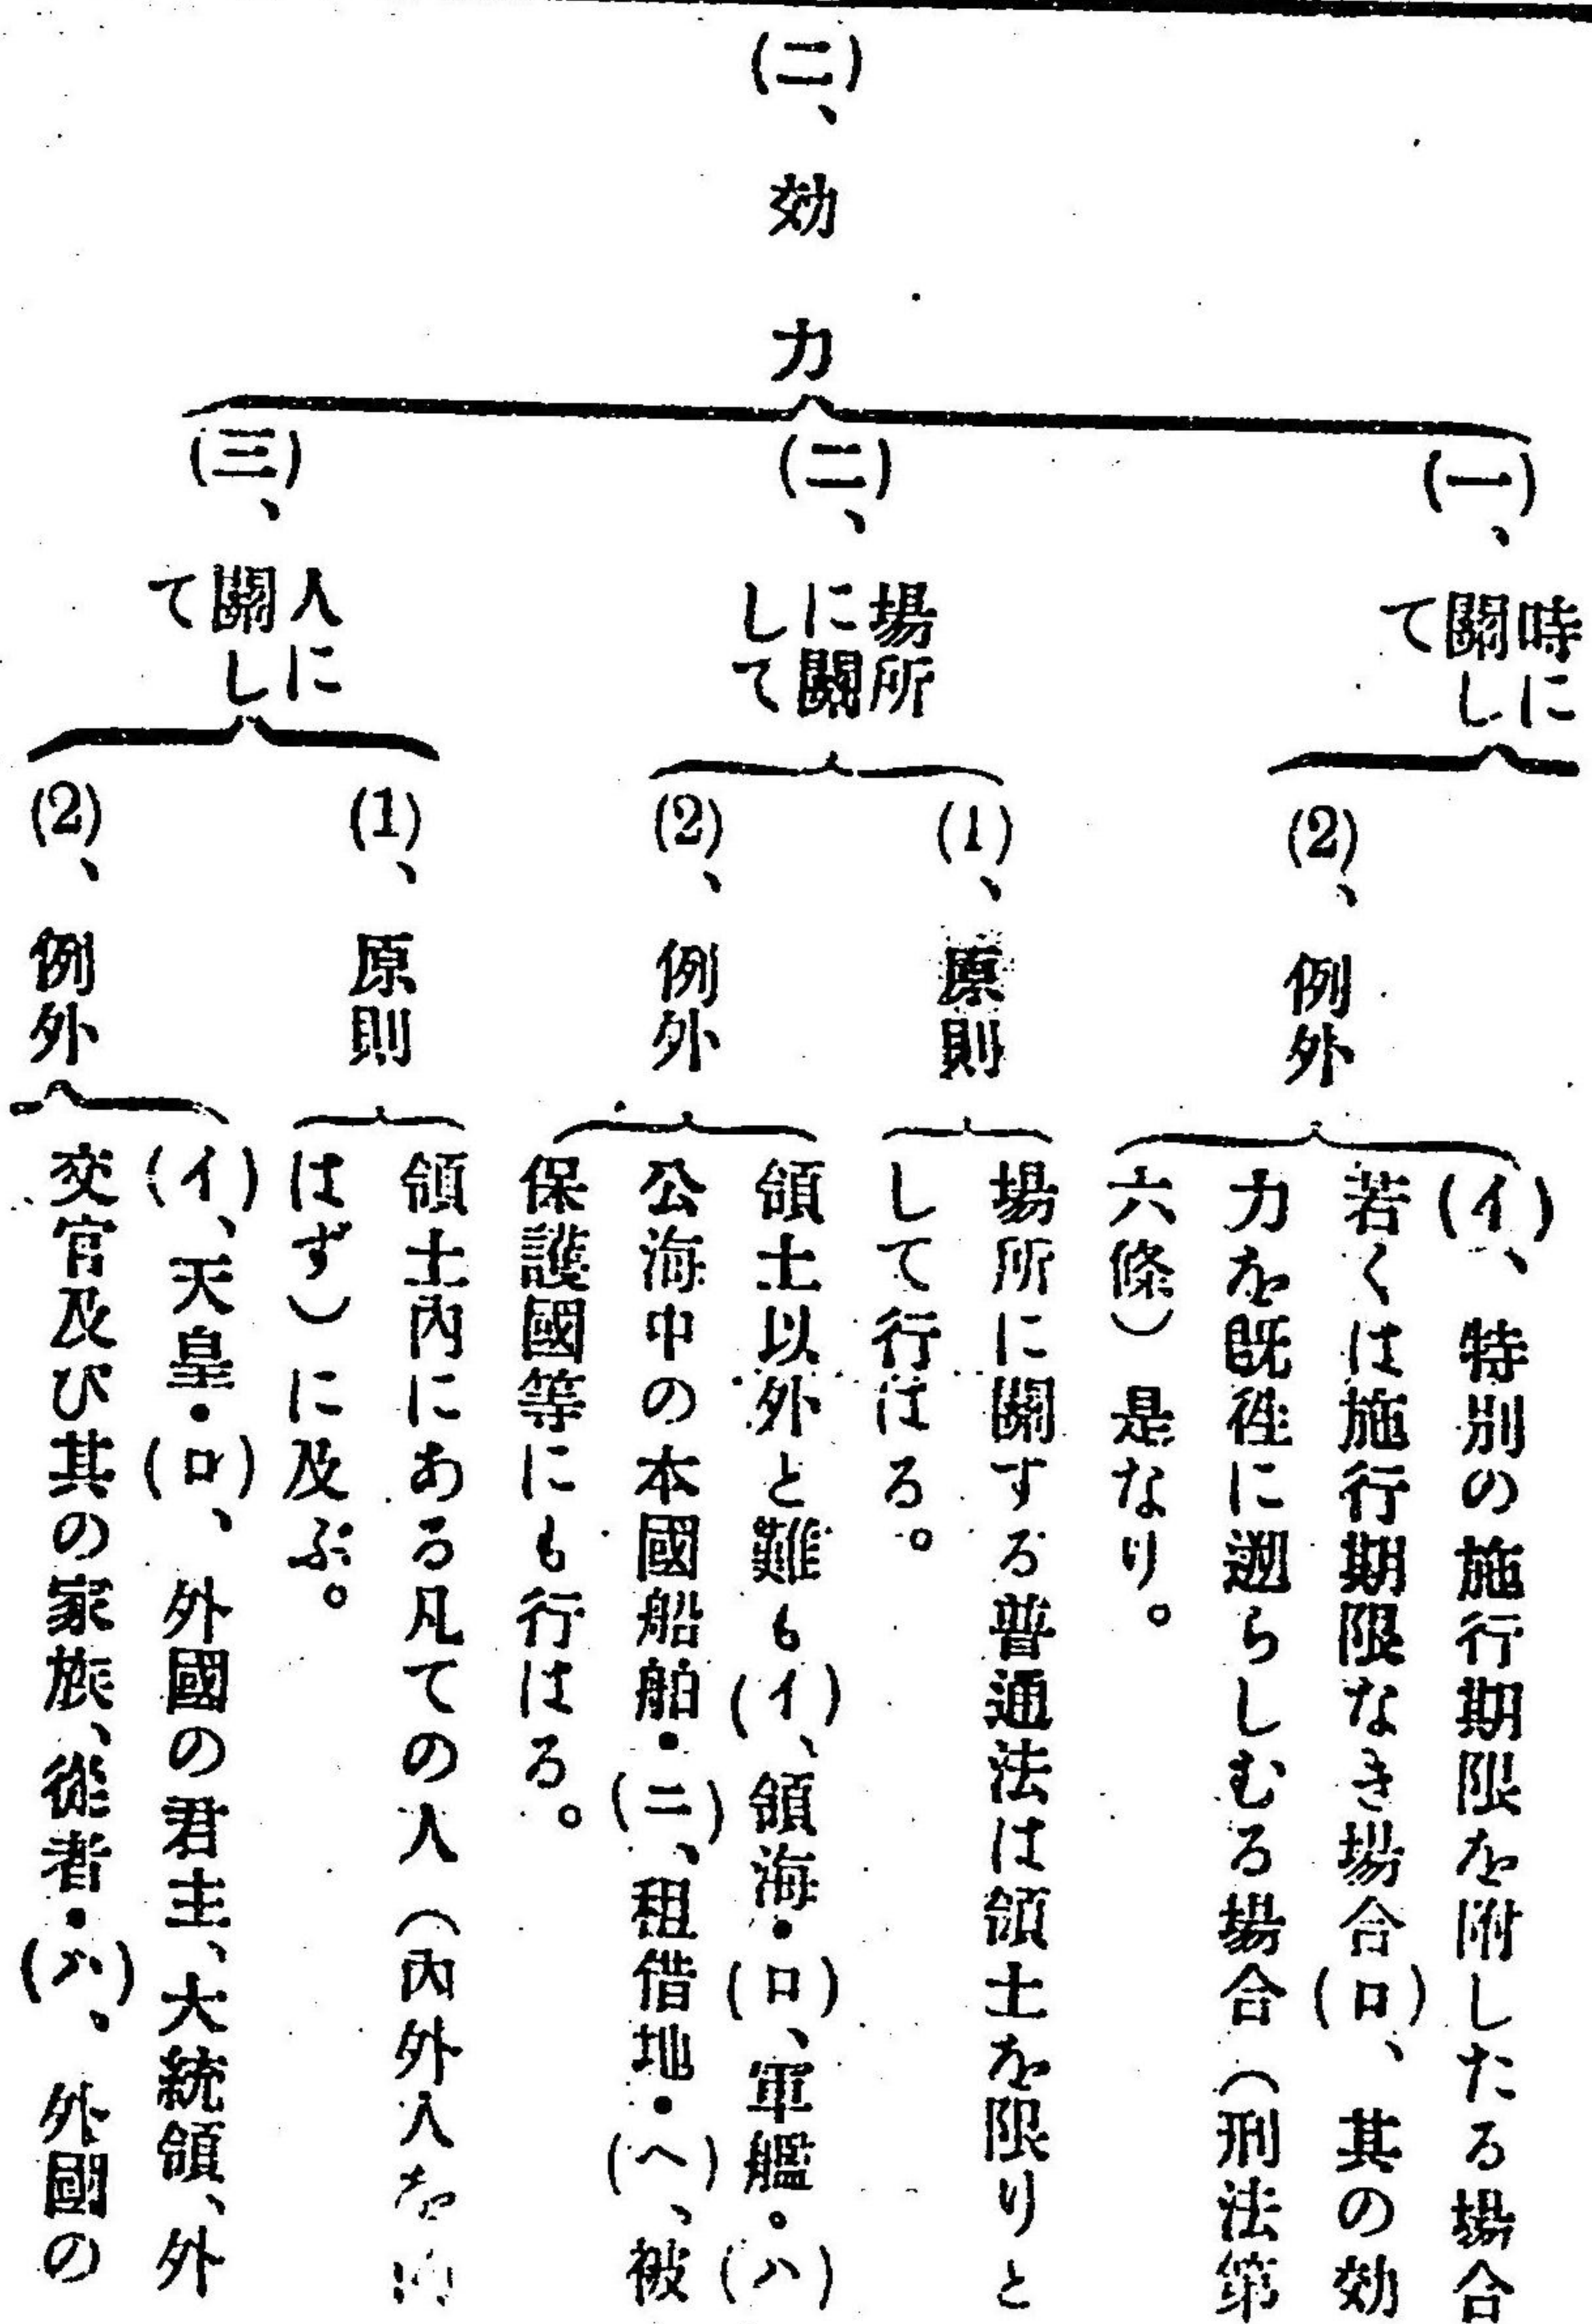 (二)、効力
(一)、
時に
關し
て
(2)、例外
(イ)、特別の施行期限を附したる場合
若くは施行期限なき場合(ロ)、其の効
力を既徃に遡らしむる場合(刑法第
六條)是なり。
(二)、
場所
に關
して
(1)、原則
場所に關する普通法は領土を限りと
して行はる。
(2)、例外
領土以外と雖も(イ)、領海・(ロ)、軍艦。(ハ)
公海中の本國船舶・(ニ)、租借地・(ヘ)、被
保護國等にも行はる。
(三)、
人に
關し
て
(1)、原則
領土內にある凡ての人(內外人を
はず)に及ぶ。
(2)、例外
(イ)、天皇・(ロ)、外國の君主、大統領、外
交官及び其の家族、從者・(ハ)、外國の